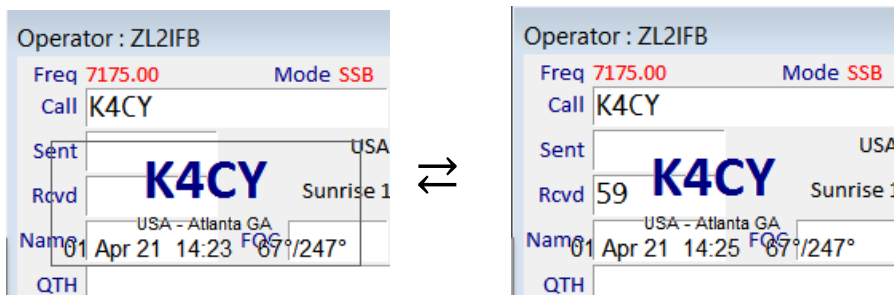 Operator : ZL2IFB
Freq 7175.00 Mode SSB
Call K4CY
Sent USA
Rcvd K4CY Sunrise 1
USA - Atlanta GA
Name FOC
01 Apr 21 14:23 67°/247°
QTH
Operator : ZL2IFB
Freq 7175.00 Mode SSB
Call K4CY
Sent USA
Rcvd 59 K4CY Sunrise 1
USA - Atlanta GA
Name FOC
01 Apr 21 14:25 67°/247°
QTH